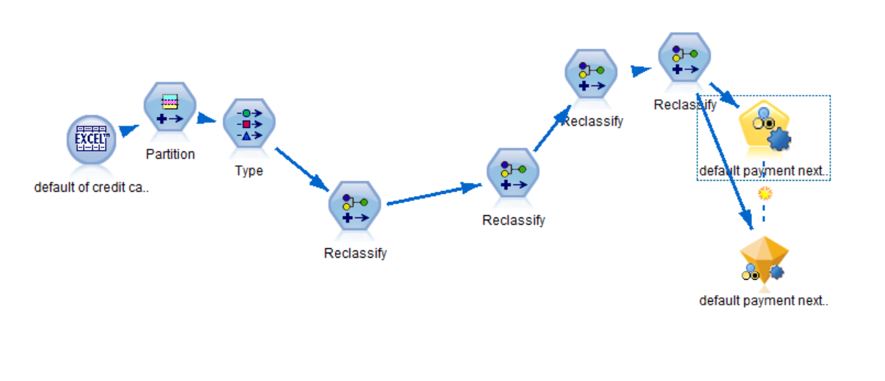 EXCEL
default of credit ca..
Partition
Type
Reclassify
Reclassify
Reclassify
Reclassify
default payment next..
default payment next..